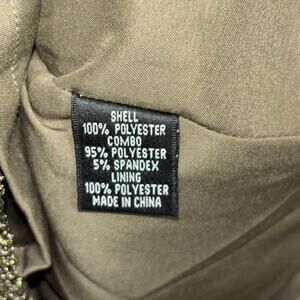 SHELL
100% POLYESTER
COMBO
95% POLYESTER
5% SPANDEX
LINING
100% POLYESTER
MADE IN CHINA